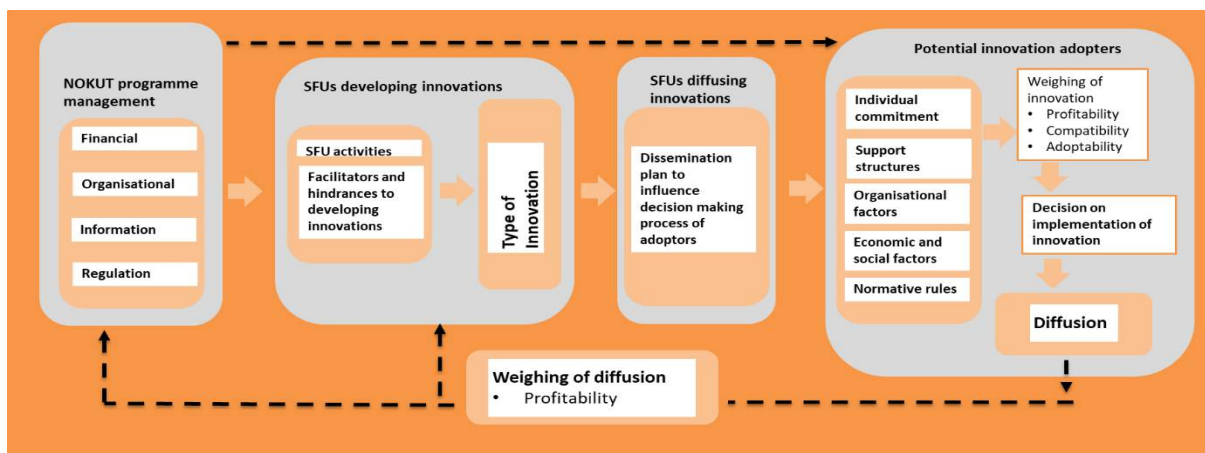 NOKUT programme
management
Financial
Organisational
Information
Regulation
SFUs developing innovations
SFU activities
Facilitators and
hindrances to
developing
innovations
Type of
Innovation
SFUs diffusing
innovations
Dissemination
plan to
influence
decision making
process of
adoptors
Potential innovation adopters
Individual
commitment
Support
structures
Organisational
factors
Economic and
social factors
Normative rules
Weighing of
innovation
• Profitability
• Compatibility
• Adoptability
Decision on
implementation of
innovation
Diffusion
Weighing of diffusion
• Profitability